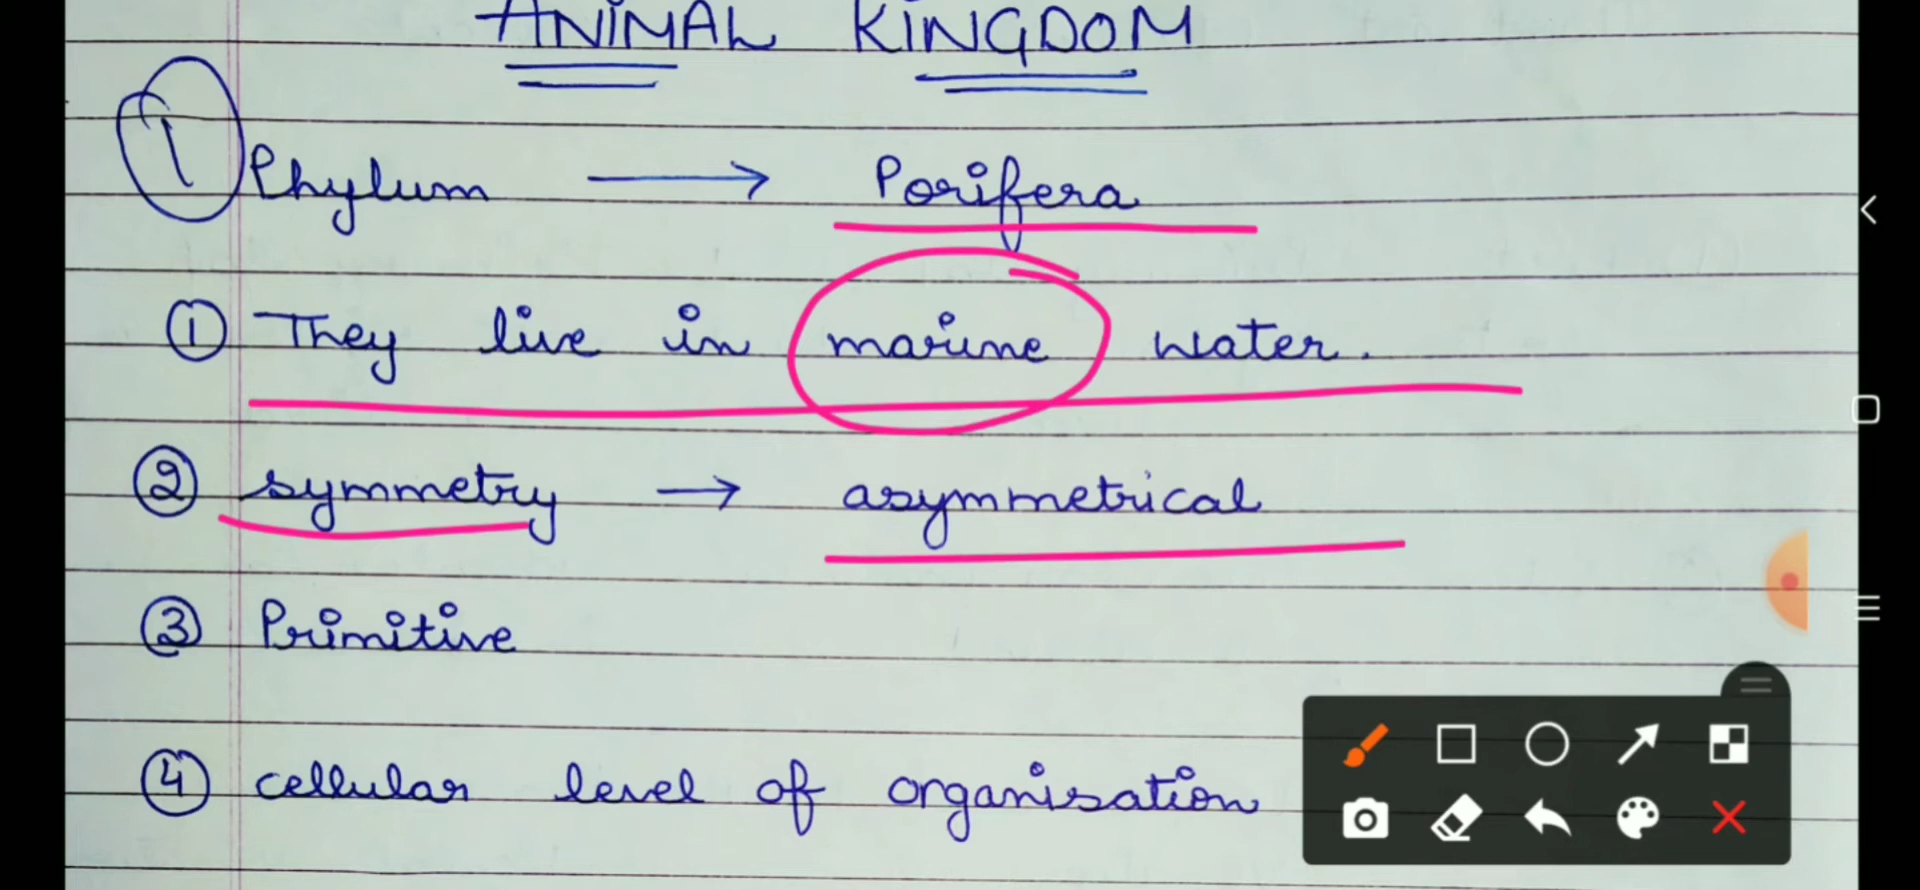 ANIMAL KINGDOM
1 Phylum → Porifera
① They live in marine water.
② symmetry → asymmetrical
③ Primitive
④ cellular level of organisation